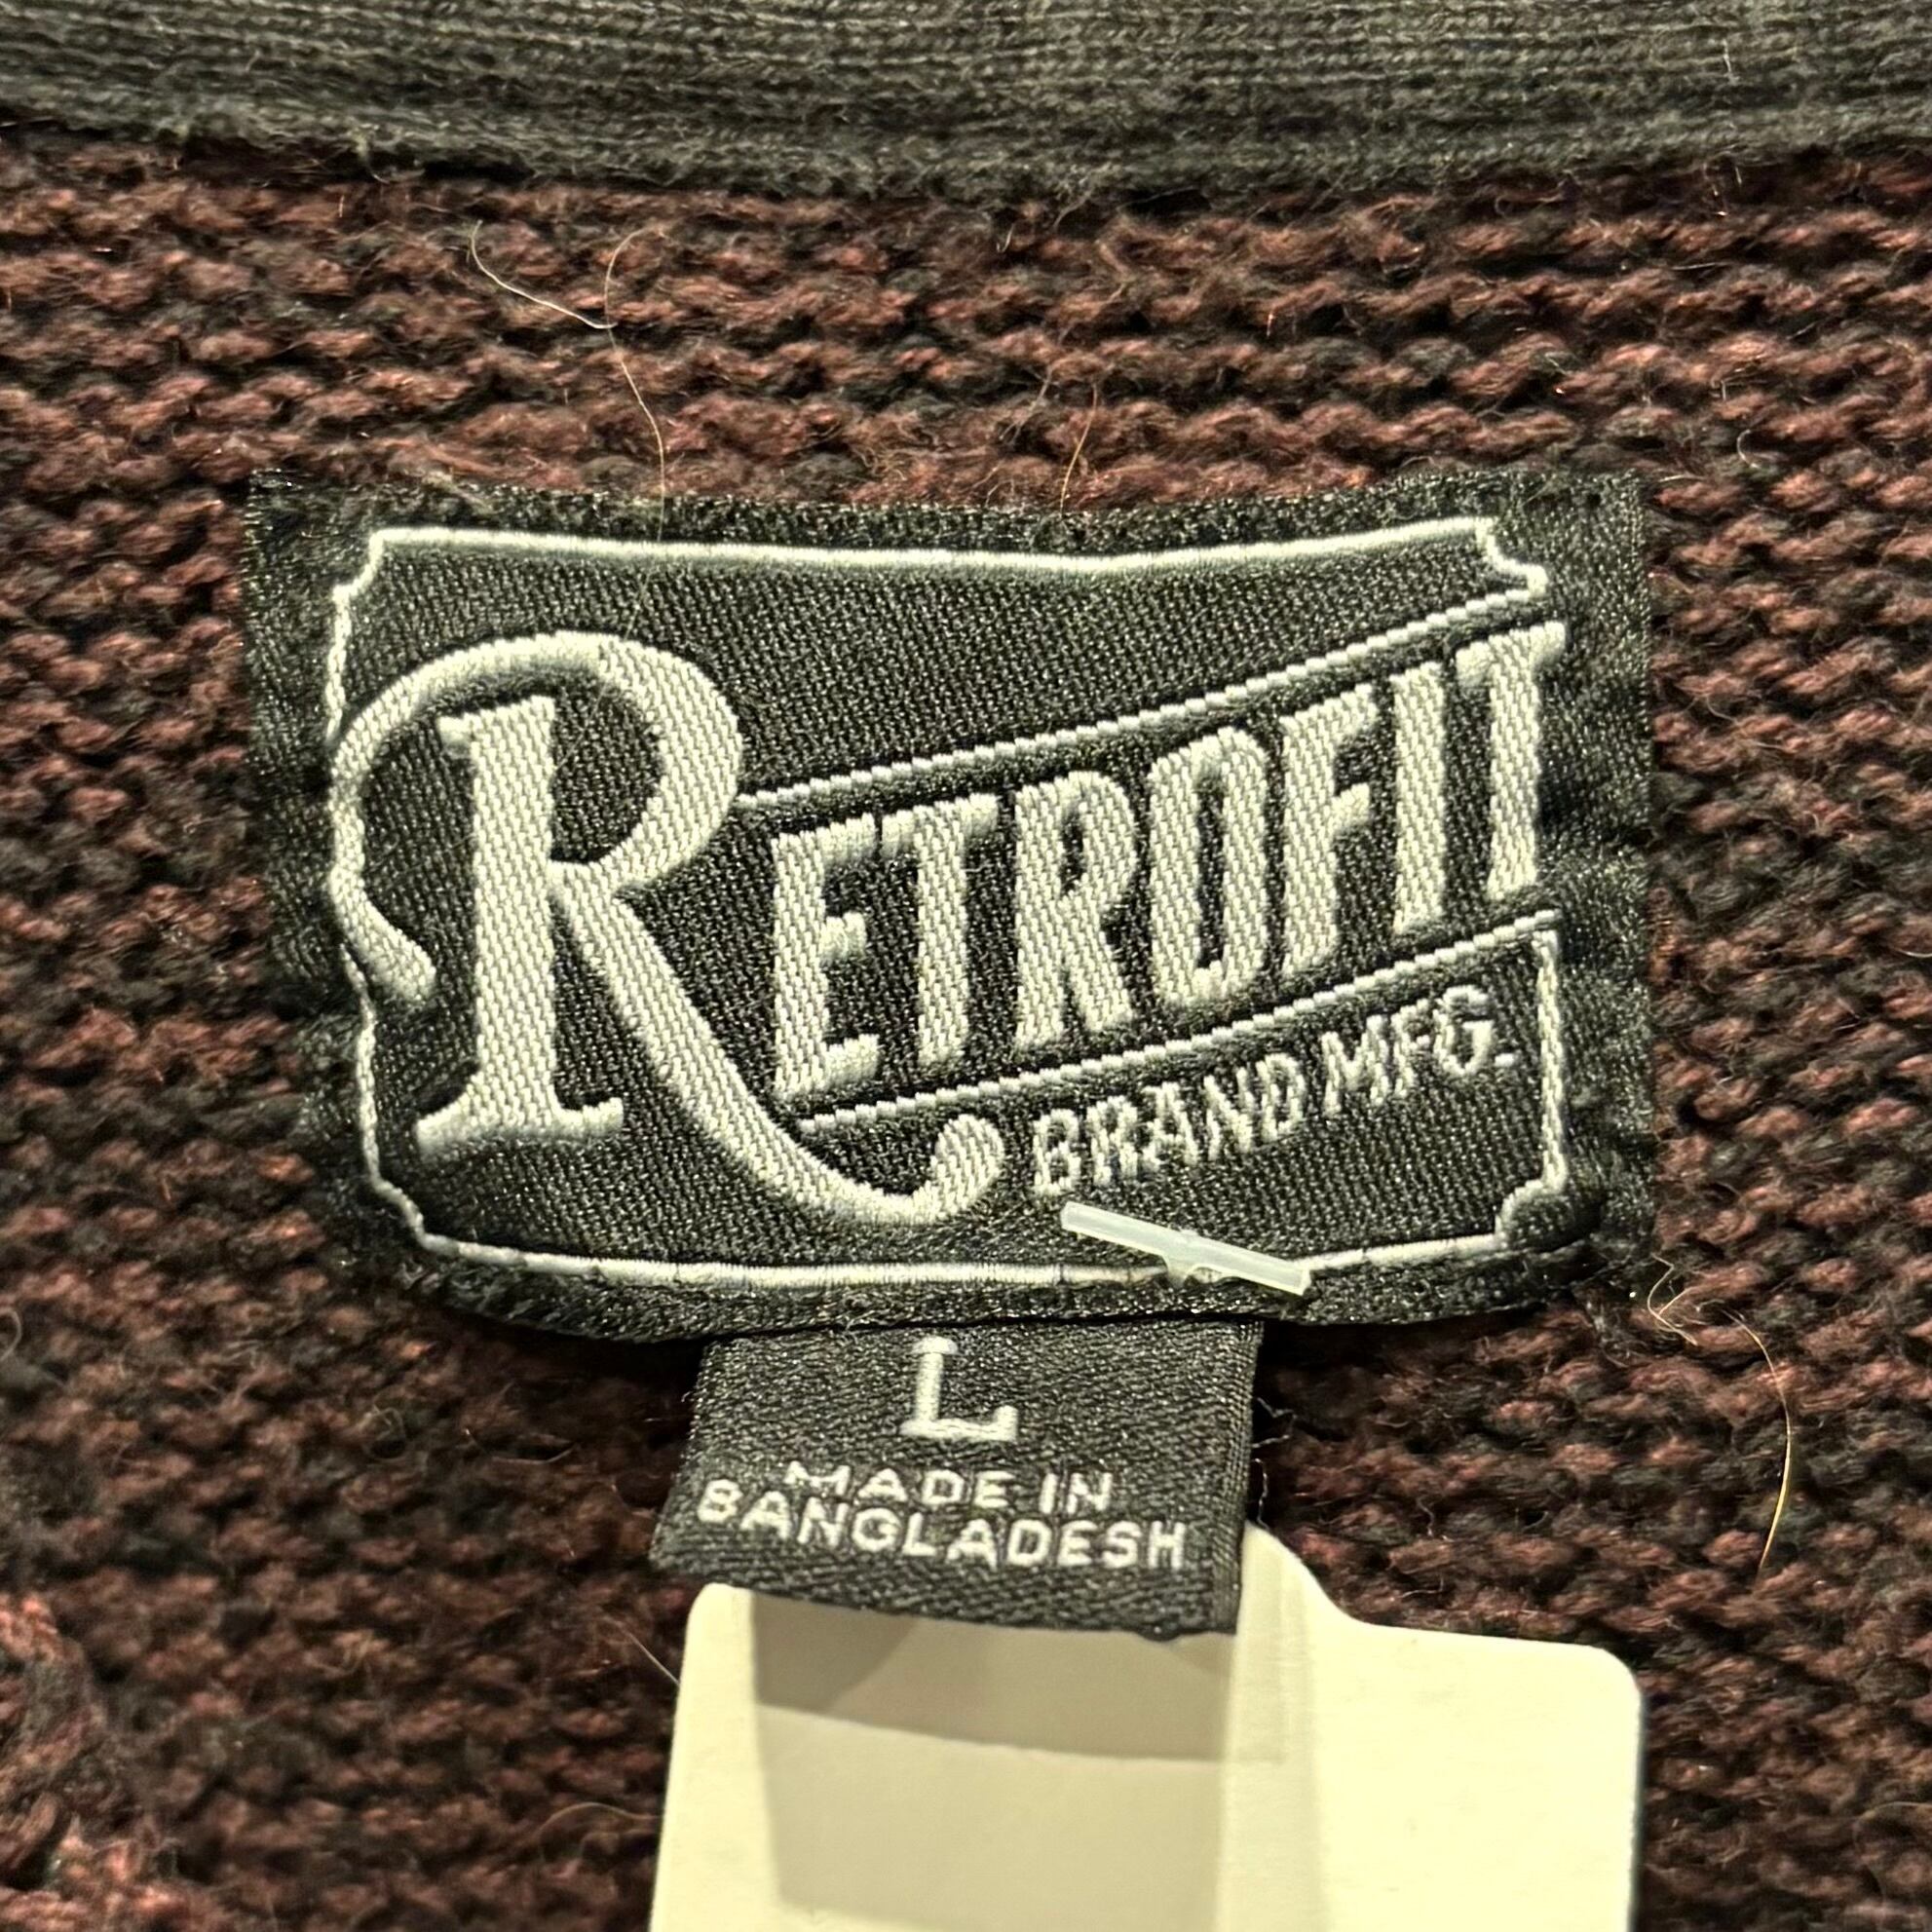 RETROFIT
BRAND MFG.
L
MADE IN
BANGLADESH